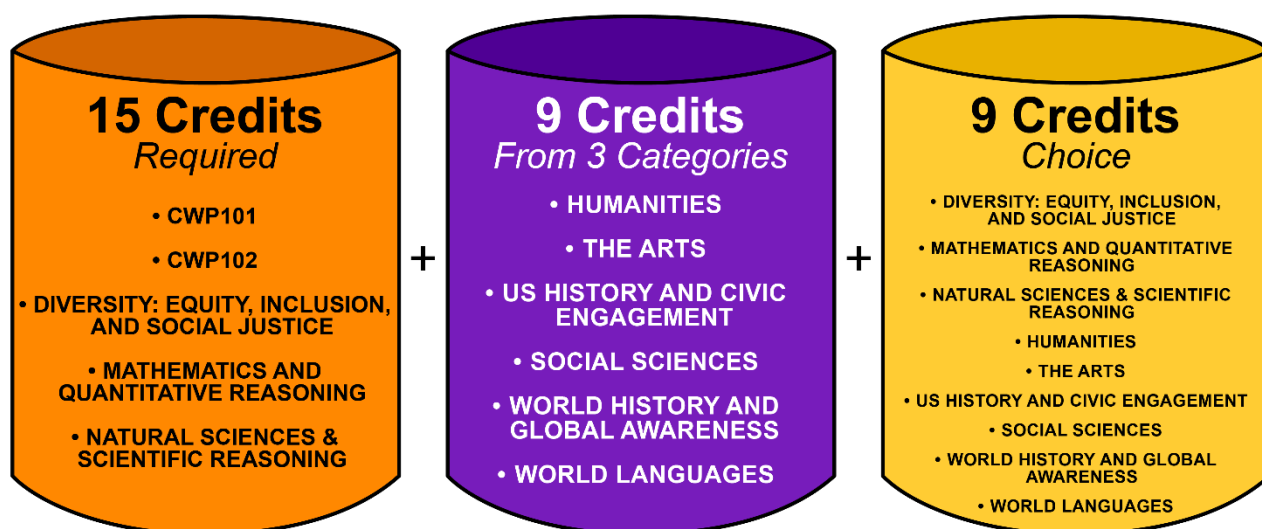 15 Credits
Required
• CWP101
• CWP102
• DIVERSITY: EQUITY, INCLUSION,
AND SOCIAL JUSTICE
• MATHEMATICS AND
QUANTITATIVE REASONING
• NATURAL SCIENCES &
SCIENTIFIC REASONING
+
9 Credits
From 3 Categories
• HUMANITIES
• THE ARTS
• US HISTORY AND CIVIC
ENGAGEMENT
• SOCIAL SCIENCES
• WORLD HISTORY AND
GLOBAL AWARENESS
• WORLD LANGUAGES
+
9 Credits
Choice
• DIVERSITY: EQUITY, INCLUSION,
AND SOCIAL JUSTICE
• MATHEMATICS AND QUANTITATIVE
REASONING
• NATURAL SCIENCES & SCIENTIFIC
REASONING
• HUMANITIES
• THE ARTS
• US HISTORY AND CIVIC ENGAGEMENT
• SOCIAL SCIENCES
• WORLD HISTORY AND GLOBAL
AWARENESS
• WORLD LANGUAGES